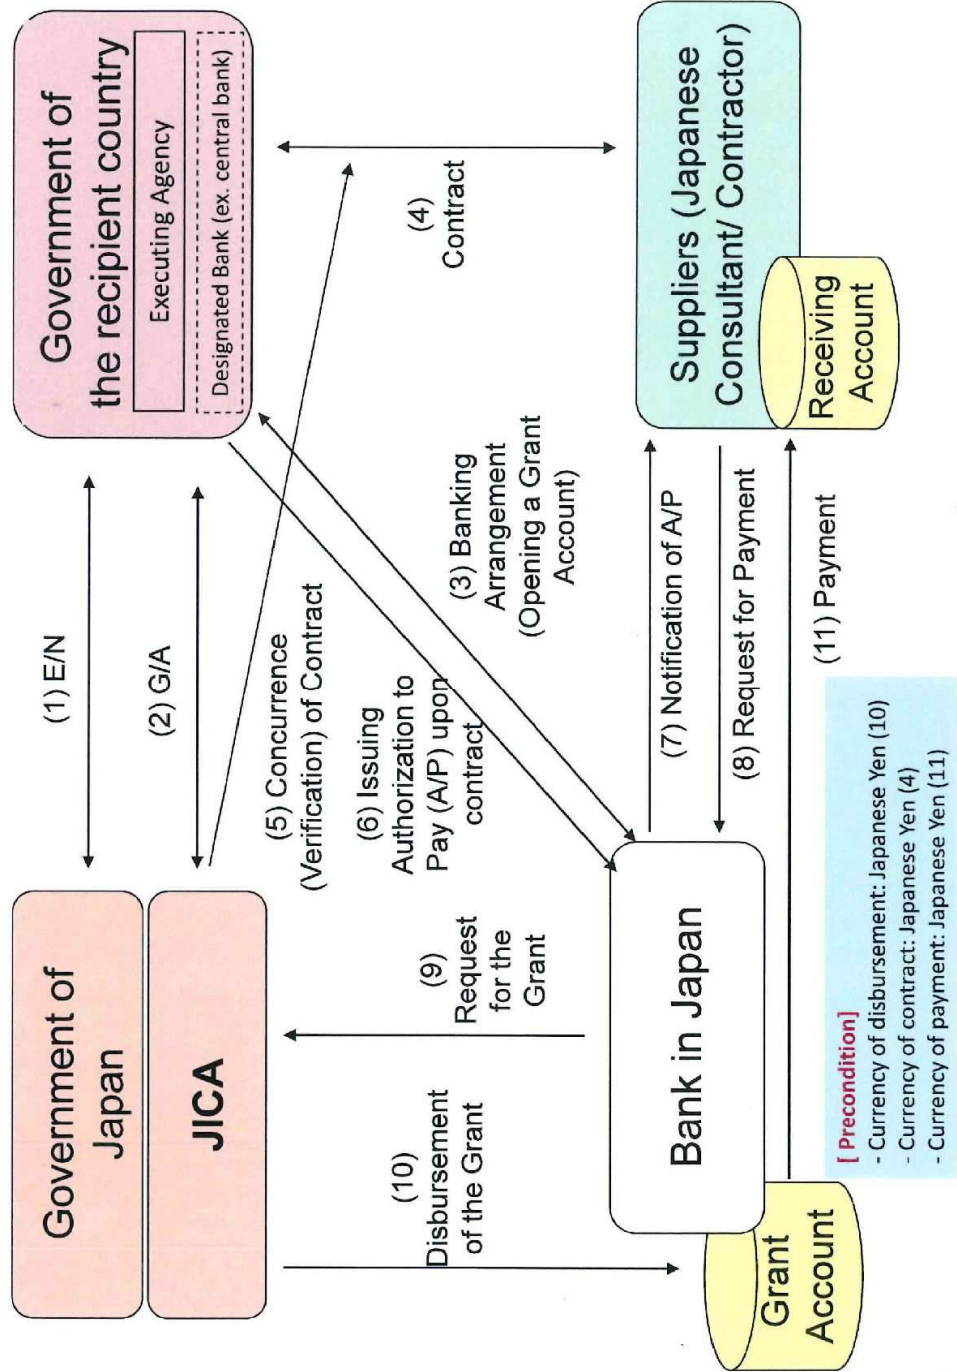 Government of
Japan
JICA
Government of
the recipient country
Executing Agency
Designated Bank (ex. central bank)
(1) E/N
(2) G/A
(5) Concurrence
(Verification) of Contract
(6) Issuing
Authorization to
Pay (A/P) upon
contract
(3) Banking
Arrangement
(Opening a Grant
Account)
(4)
Contract
(9)
Request
for the
Grant
(10)
Disbursement
of the Grant
Bank in Japan
Grant
Account
(7) Notification of A/P
(8) Request for Payment
(11) Payment
Suppliers (Japanese
Consultant/ Contractor)
Receiving
Account
[ Precondition]
- Currency of disbursement: Japanese Yen (10)
- Currency of contract: Japanese Yen (4)
- Currency of payment: Japanese Yen (11)